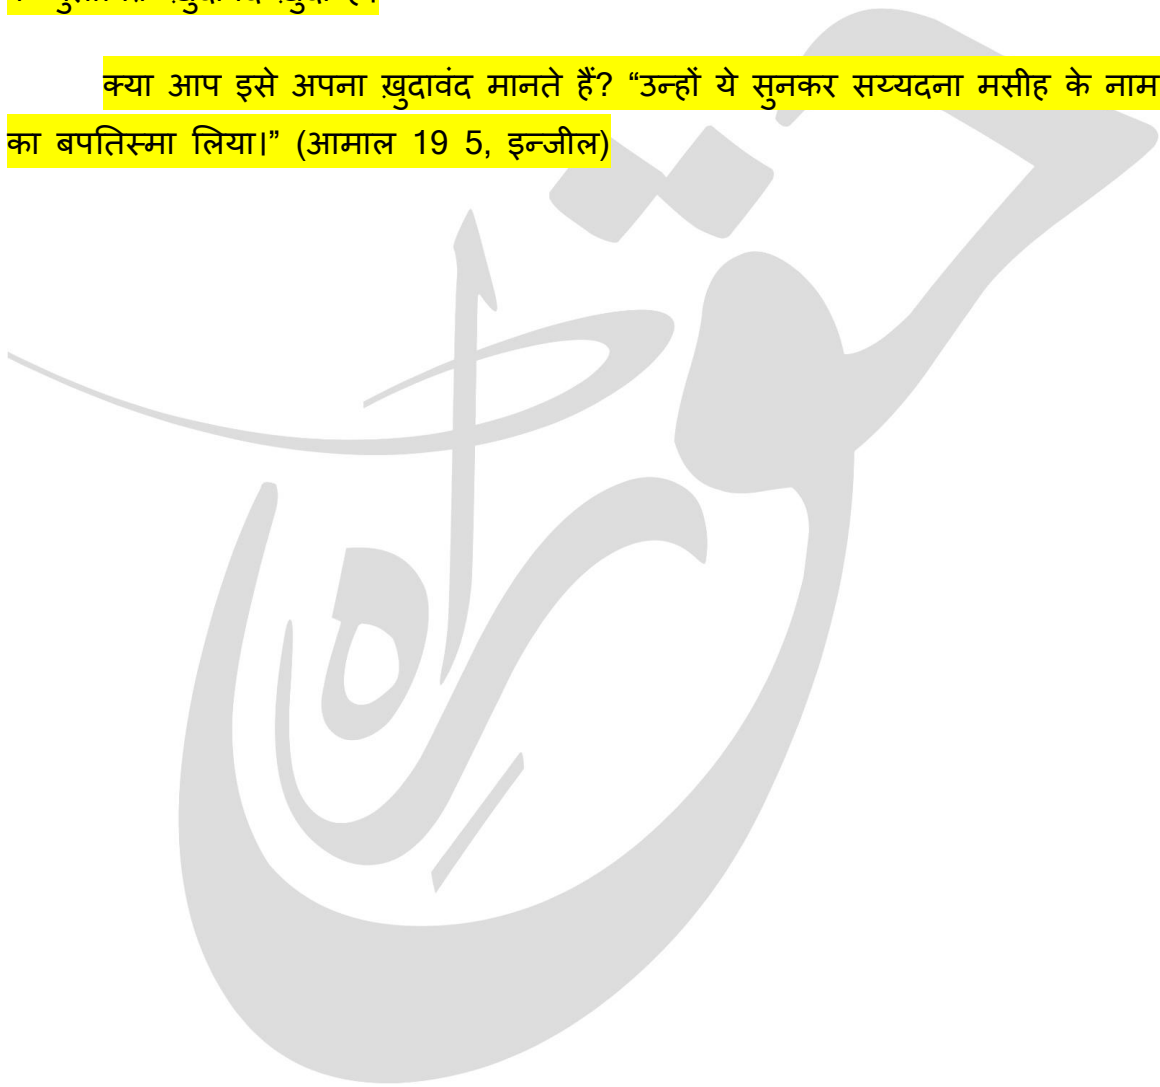 ख़ुदावंद ख़ुदा
क्या आप इसे अपना ख़ुदावंद मानते हैं? “उन्हों ये सुनकर सय्यदना मसीह के नाम
का बपतिस्मा लिया।” (आमाल 19 5, इन्जील)